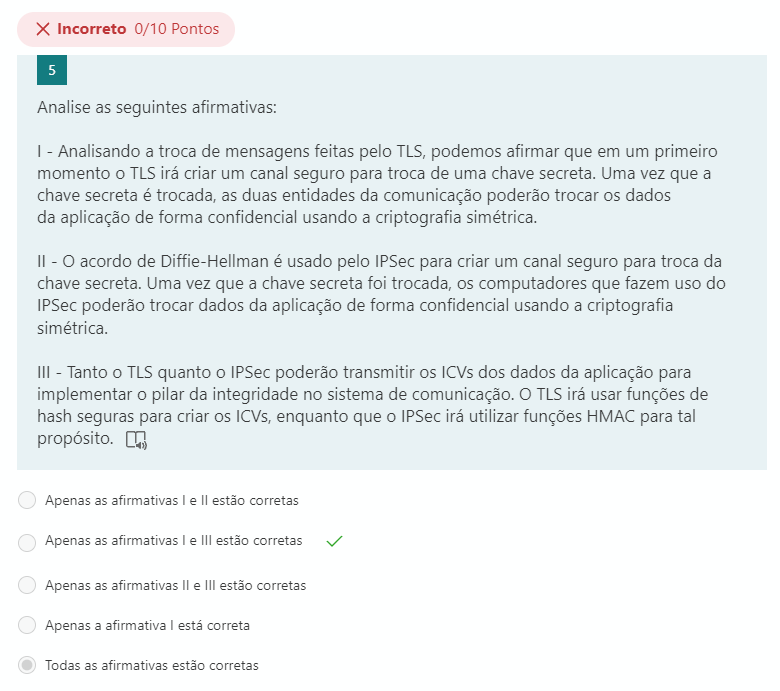 Incorreto 0/10 Pontos
5
Analise as seguintes afirmativas:
I - Analisando a troca de mensagens feitas pelo TLS, podemos afirmar que em um primeiro
momento o TLS irá criar um canal seguro para troca de uma chave secreta. Uma vez que a
chave secreta é trocada, as duas entidades da comunicação poderão trocar os dados
da aplicação de forma confidencial usando a criptografia simétrica.
II - O acordo de Diffie-Hellman é usado pelo IPSec para criar um canal seguro para troca da
chave secreta. Uma vez que a chave secreta foi trocada, os computadores que fazem uso do
IPSec poderão trocar dados da aplicação de forma confidencial usando a criptografia
simétrica.
III - Tanto o TLS quanto o IPSec poderão transmitir os ICVs dos dados da aplicação para
implementar o pilar da integridade no sistema de comunicação. O TLS irá usar funções de
hash seguras para criar os ICVs, enquanto que o IPSec irá utilizar funções HMAC para tal
propósito.
Apenas as afirmativas I e II estão corretas
Apenas as afirmativas I e III estão corretas
Apenas as afirmativas II e III estão corretas
Apenas a afirmativa I está correta
Todas as afirmativas estão corretas